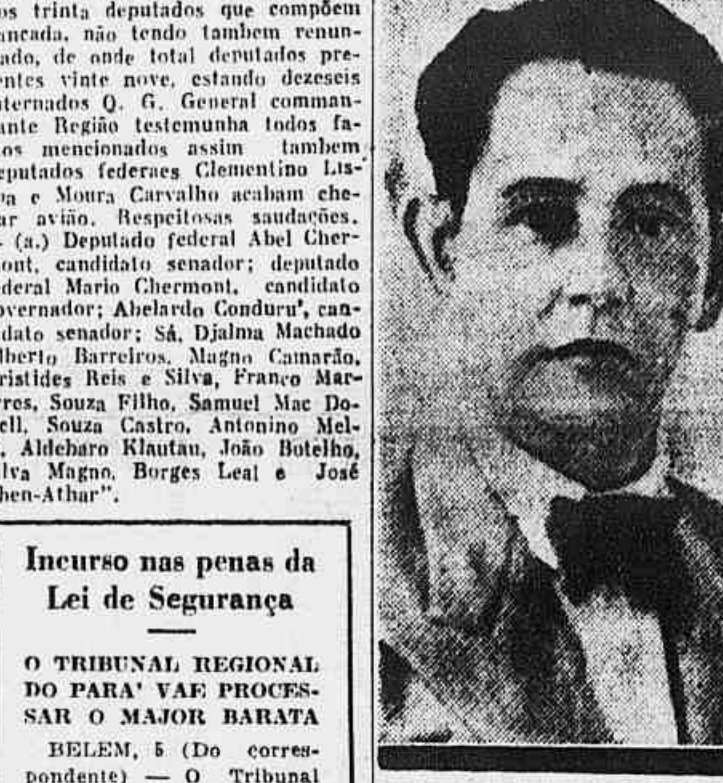 os trinta deputados que compõem
ancada, não tendo tambem renun-
ado, de onde total deputados pre-
entes vinte nove, estando dezeseis
nternados Q. G. General comman-
ante Região testemunha todos fa-
os mencionados assim tambem
eputados federaes Clementino Lis-
oa e Moura Carvalho acabam che-
ar avião. Respeitosas saudações.
(a.) Deputado federal Abel Cher-
ont, candidato senador; deputado
ederal Mario Chermont, candidato
overnador; Abelardo Conduru', can-
dato senador; Sá, Djalma Machado
lberto Barreiros, Magno Camarão,
ristides Reis e Silva, Franco Mar-
res, Souza Filho, Samuel Mac Do-
ell, Souza Castro, Antonino Mel-
, Aldebaro Klautau, João Botelho,
lva Magno, Borges Leal e José
hen-Athar".
Incurso nas penas da
Lei de Segurança
O TRIBUNAL REGIONAL
DO PARA' VAE PROCES-
SAR O MAJOR BARATA
BELEM, 5 (Do corres-
pondente) — O Tribunal